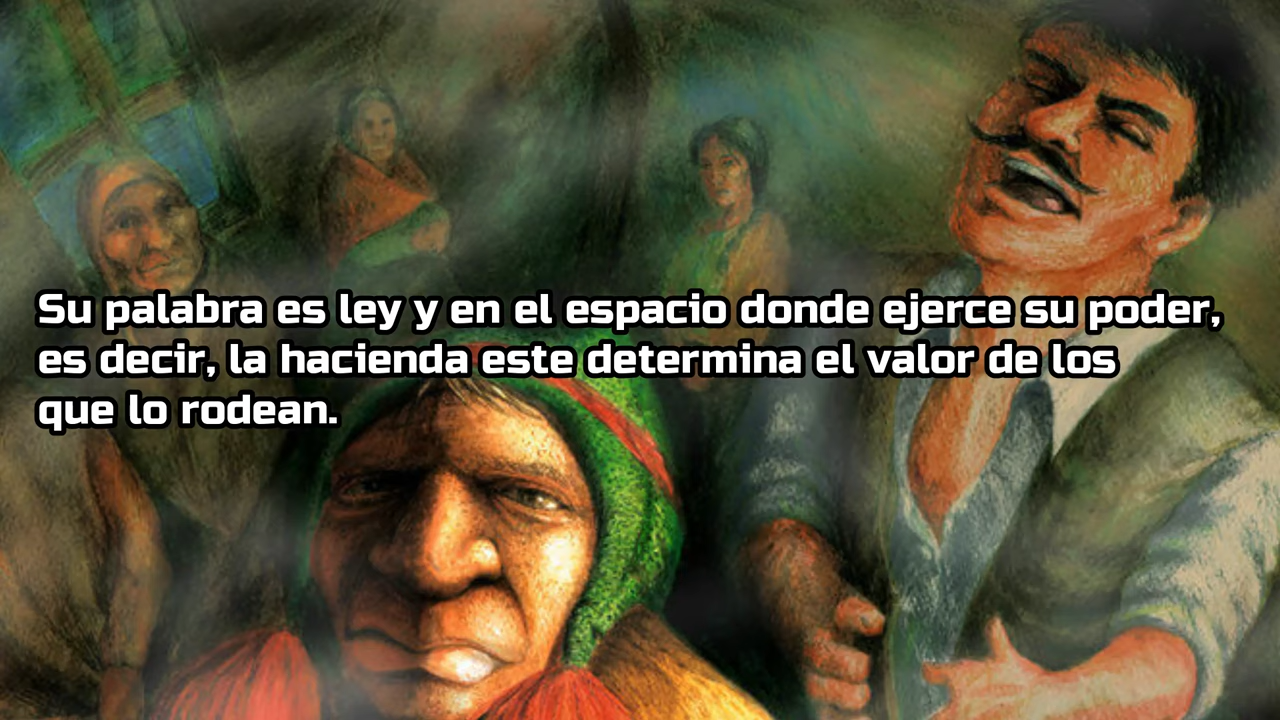 Su palabra es ley y en el espacio donde ejerce su poder,
es decir, la hacienda este determina el valor de los
que lo rodean.